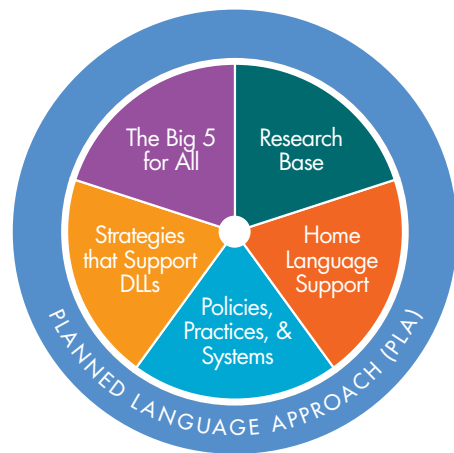 The Big 5
for All
Research
Base
Strategies
that Support
DLLs
Home
Language
Support
Policies,
Practices, &
Systems
PLANNED LANGUAGE APPROACH (PLA)